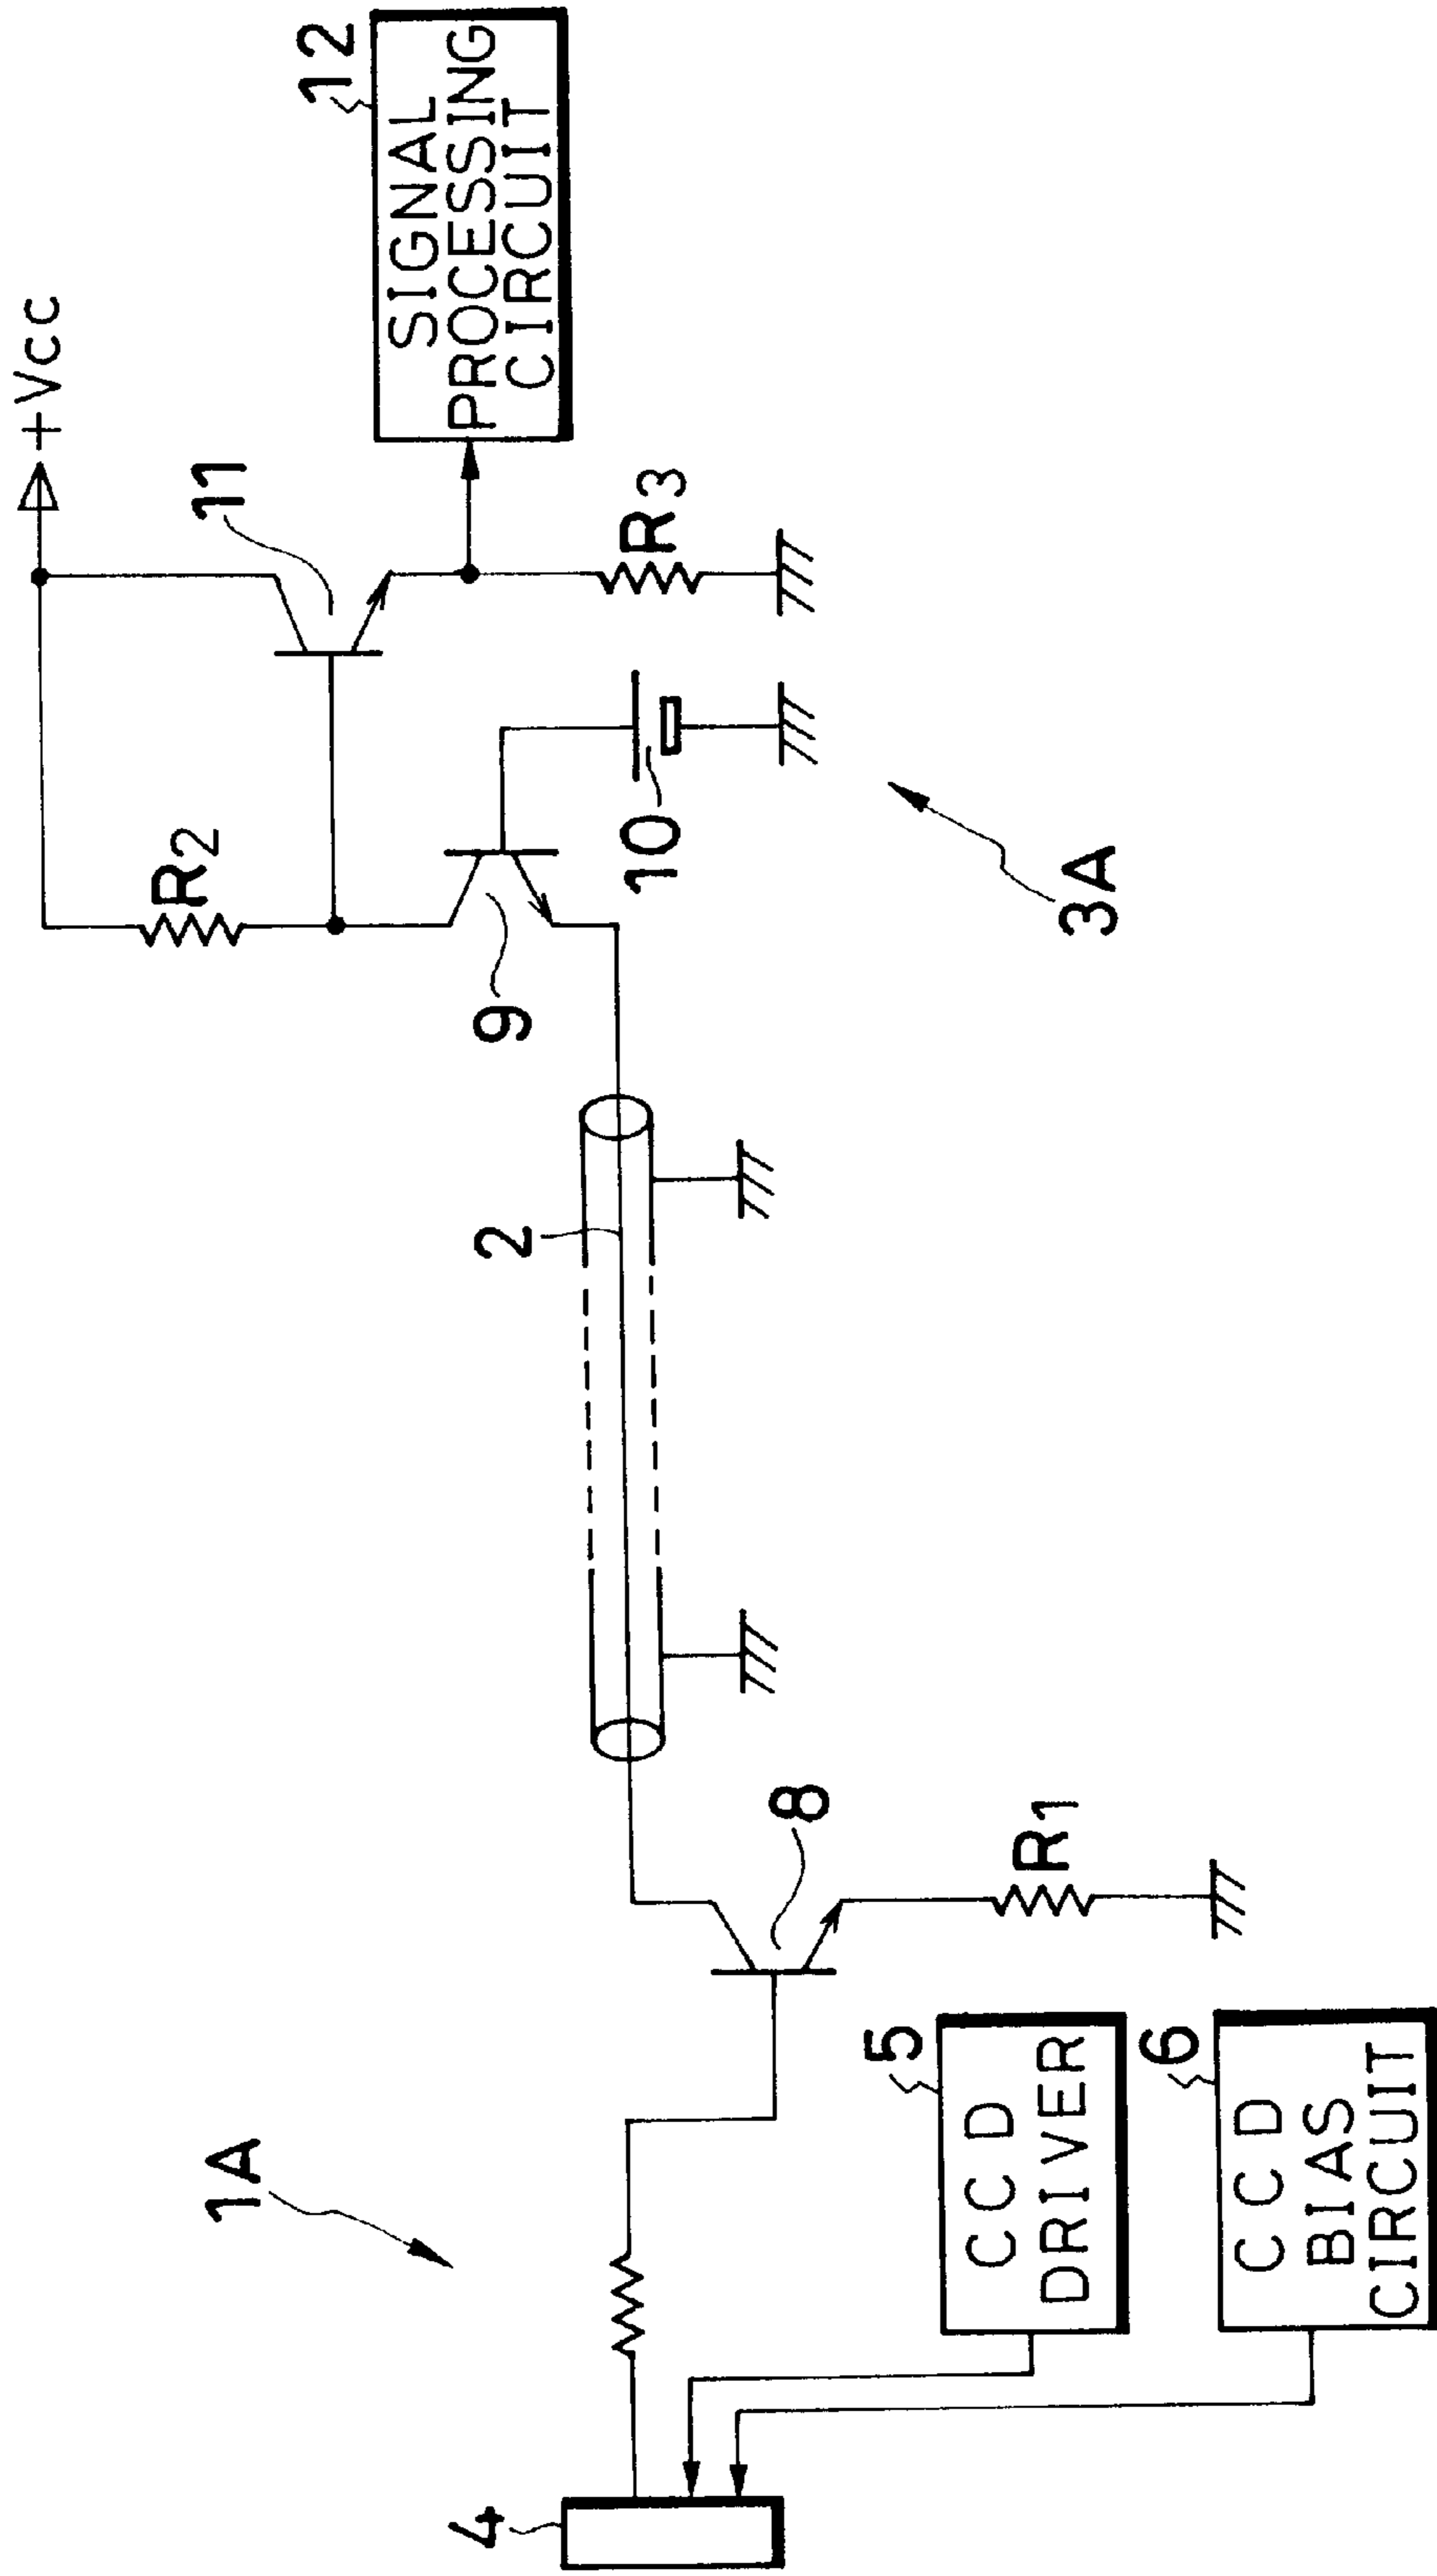 +Vcc
12
SIGNAL
PROCESSING
CIRCUIT
11
R2
R3
9
10
3A
2
1A
8
R1
4
5
CCD
DRIVER
6
CCD
BIAS
CIRCUIT